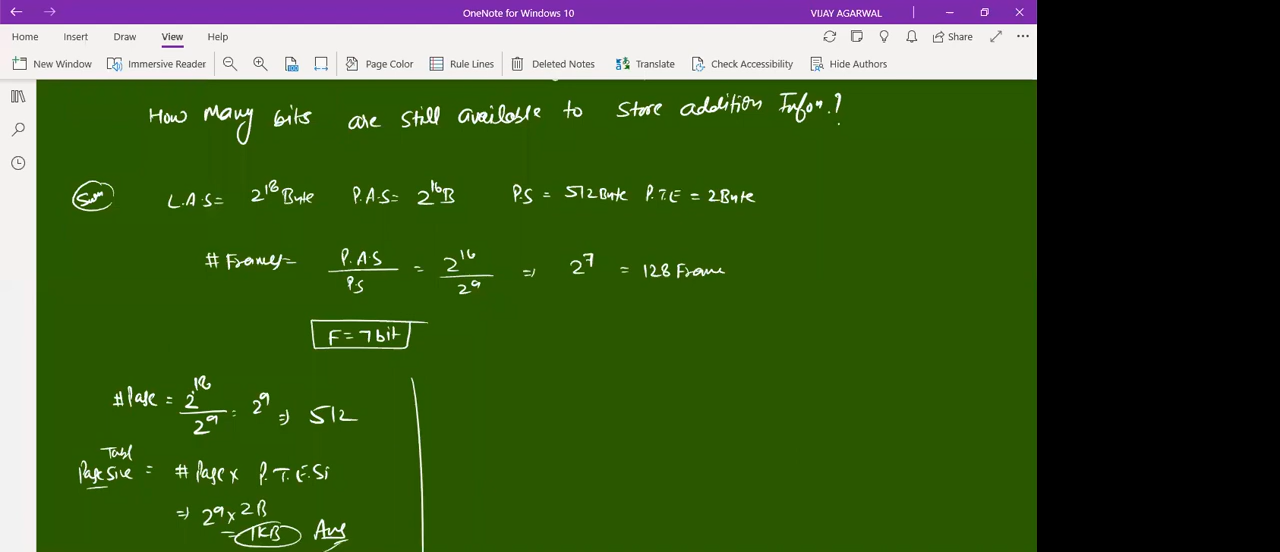 OneNote for Windows 10
VIJAY AGARWAL
Home Insert Draw View Help
Share
New Window Immersive Reader Page Color Rule Lines Deleted Notes Translate Check Accessibility Hide Authors
How Many bits are still available to store addition Infor.?
L.A.S = 2^18 Byte P.A.S = 2^16 B P.S = 512 Byte P.T.E = 2 Byte
# Frames = P.A.S / P.S = 2^16 / 2^9 ⇒ 2^7 = 128 Frame
F = 7 bit
# Page = 2^18 / 2^9 = 2^9 ⇒ 512
Page Tabl Size = # Page × P.T.E. Si
⇒ 2^9 × 2B
= 1KB Ans